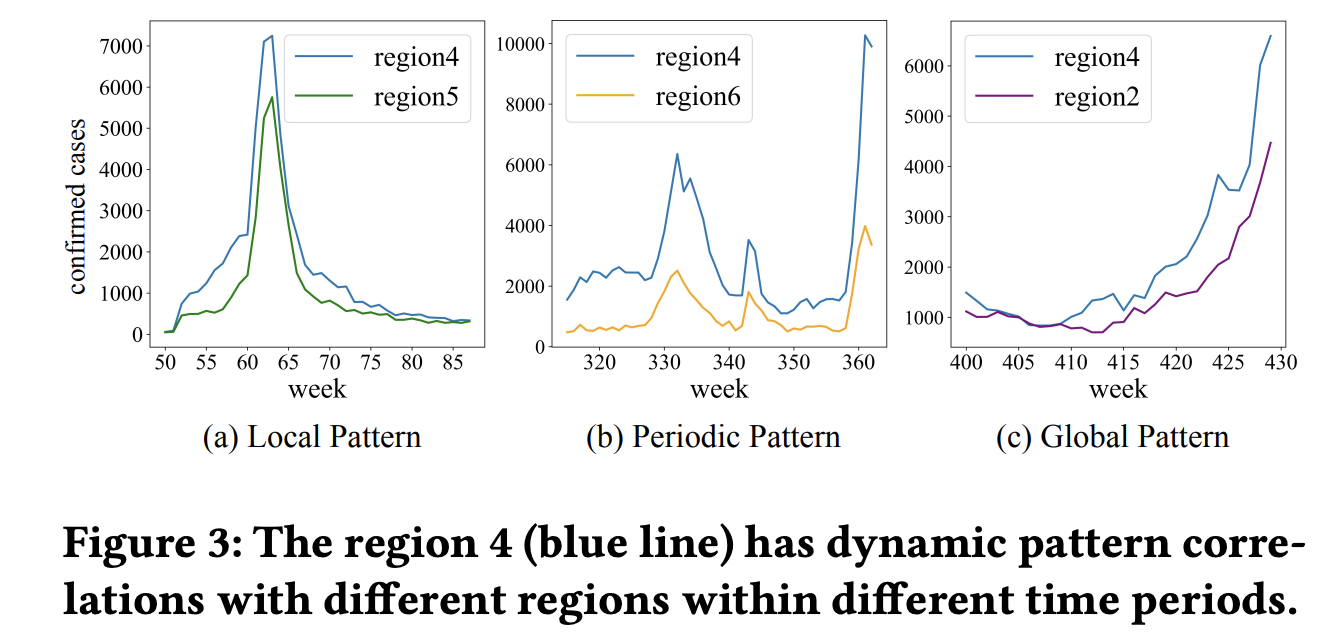 confirmed cases
7000
6000
5000
4000
3000
2000
1000
0
region4
region5
50 55 60 65 70 75 80 85
week
(a) Local Pattern
10000
8000
6000
4000
2000
0
region4
region6
320 330 340 350 360
week
(b) Periodic Pattern
6000
5000
4000
3000
2000
1000
region4
region2
400 405 410 415 420 425 430
week
(c) Global Pattern
Figure 3: The region 4 (blue line) has dynamic pattern corre-
lations with different regions within different time periods.